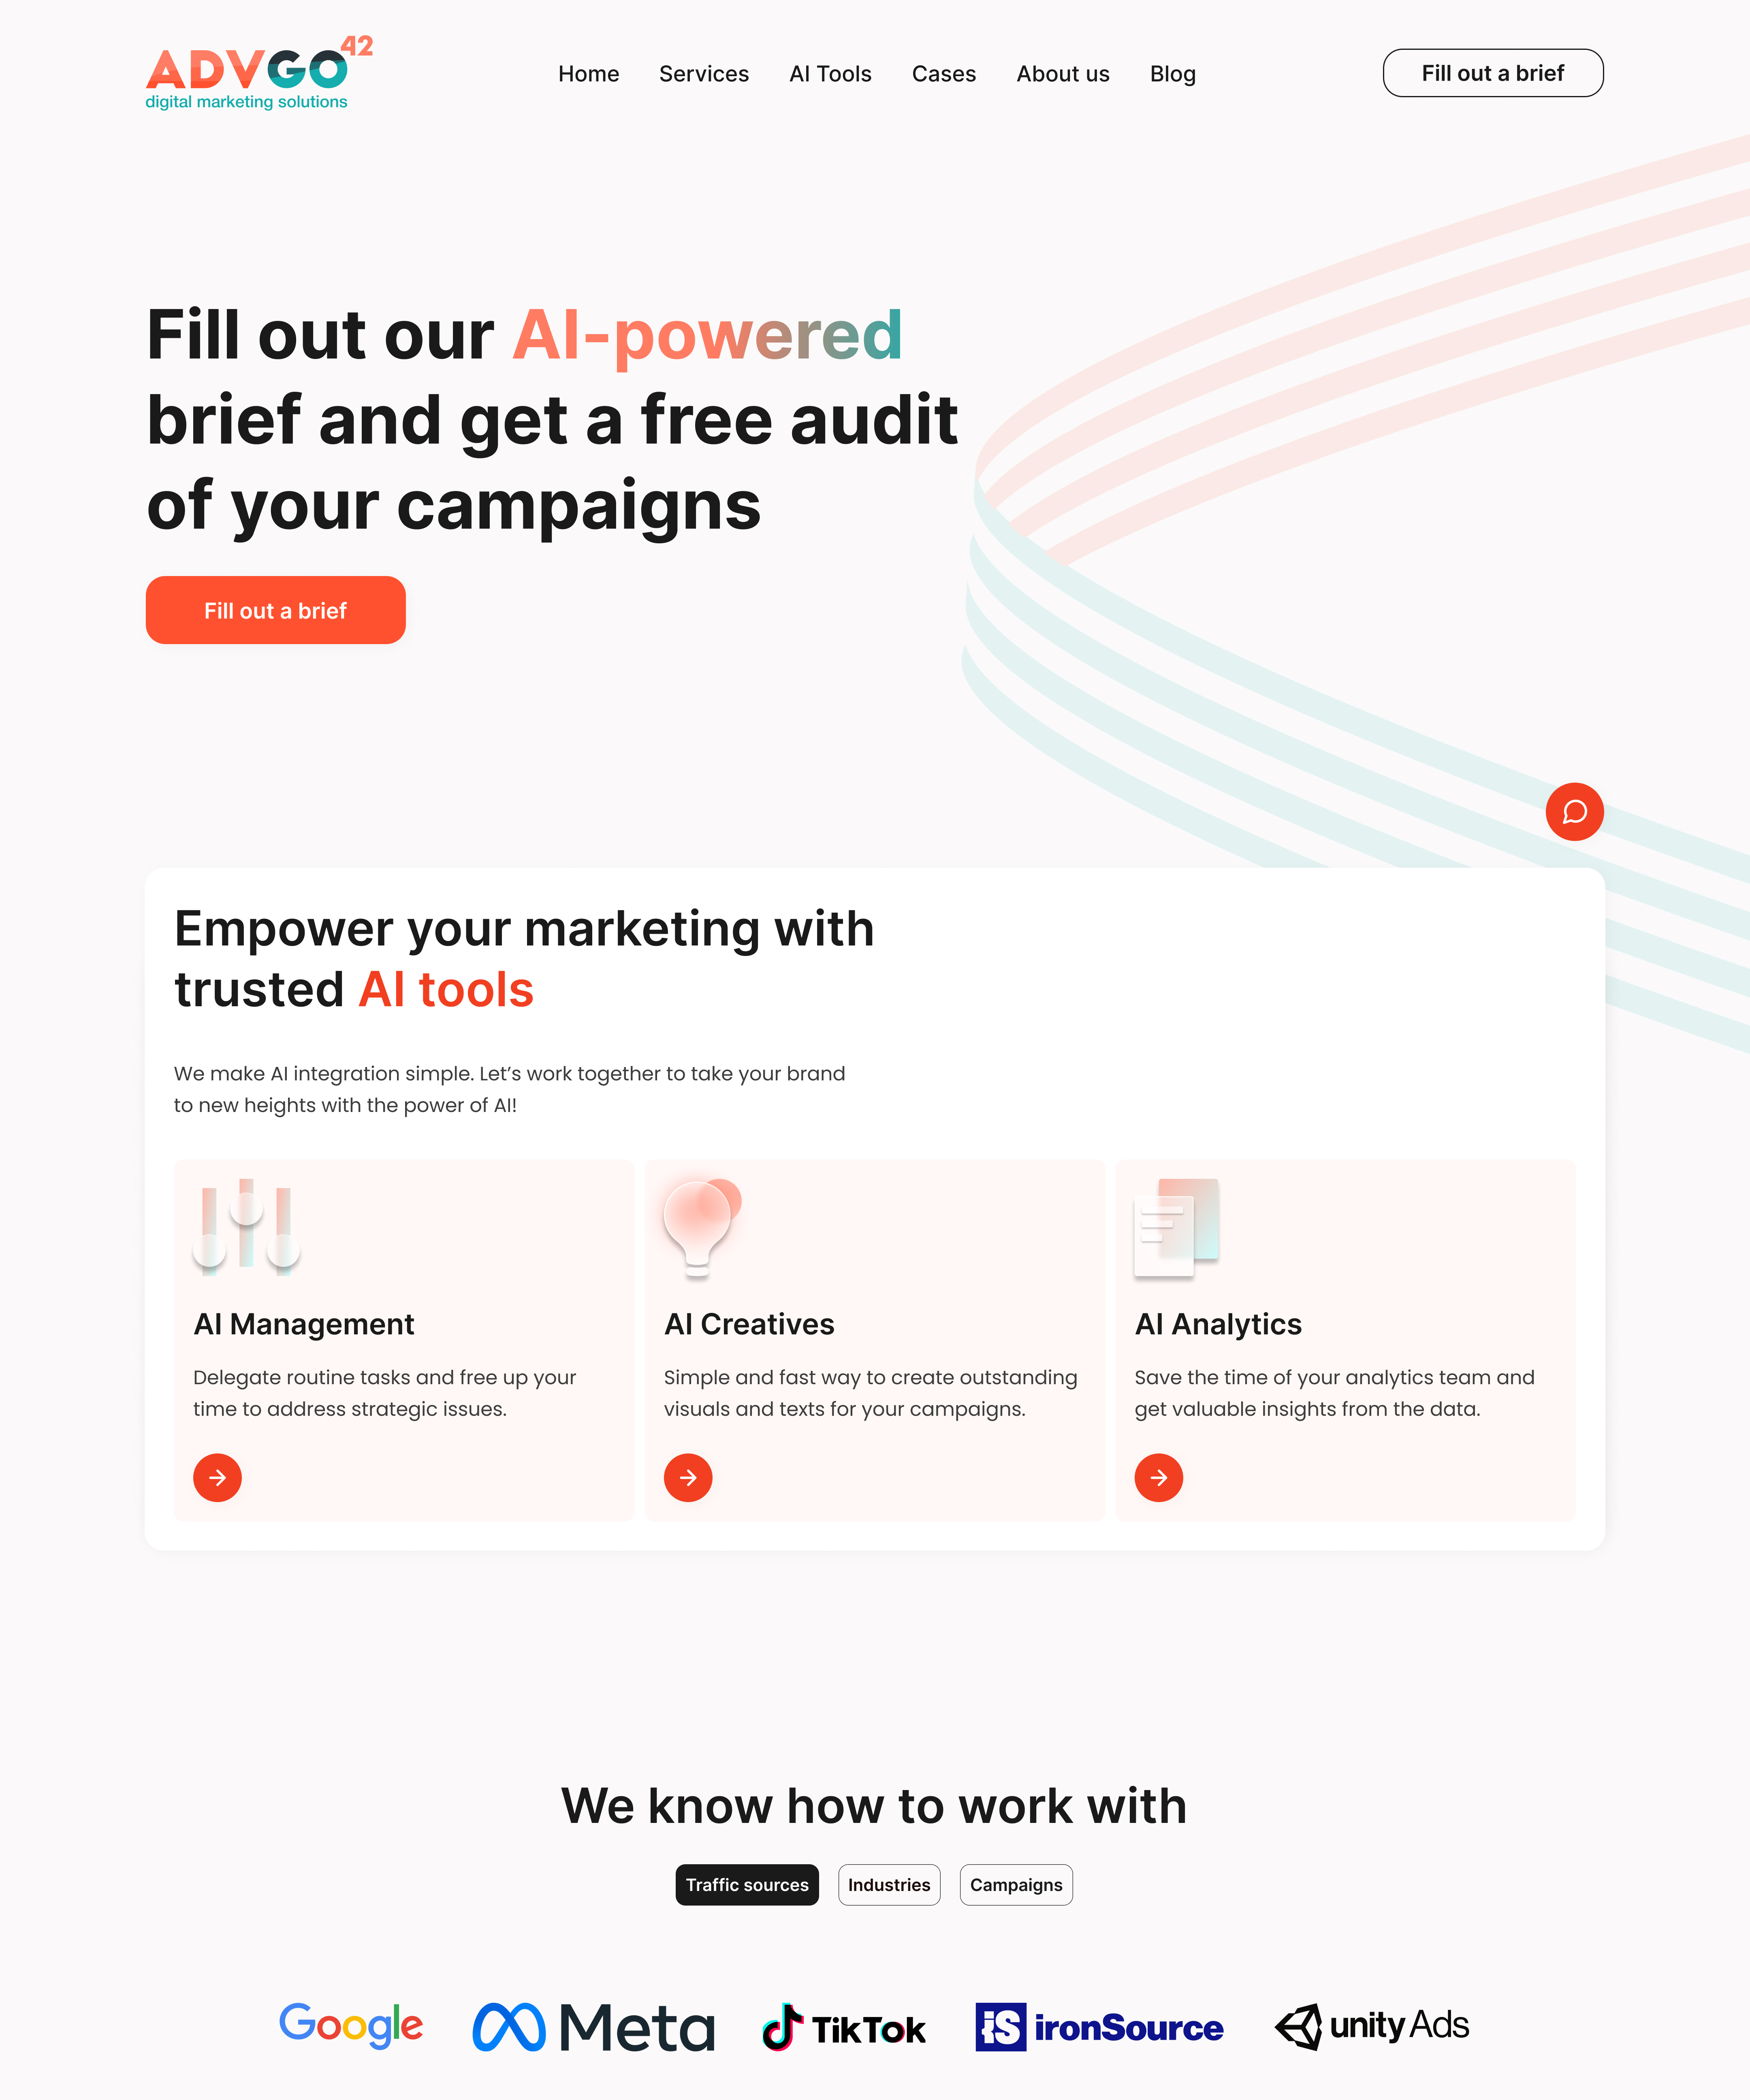 ADVGO42
digital marketing solutions
Home Services AI Tools Cases About us Blog
Fill out a brief
Fill out our AI-powered
brief and get a free audit
of your campaigns
Fill out a brief
Empower your marketing with
trusted AI tools
We make AI integration simple. Let’s work together to take your brand
to new heights with the power of AI!
AI Management
Delegate routine tasks and free up your
time to address strategic issues.
AI Creatives
Simple and fast way to create outstanding
visuals and texts for your campaigns.
AI Analytics
Save the time of your analytics team and
get valuable insights from the data.
We know how to work with
Traffic sources Industries Campaigns
Google Meta TikTok iS ironSource unity Ads